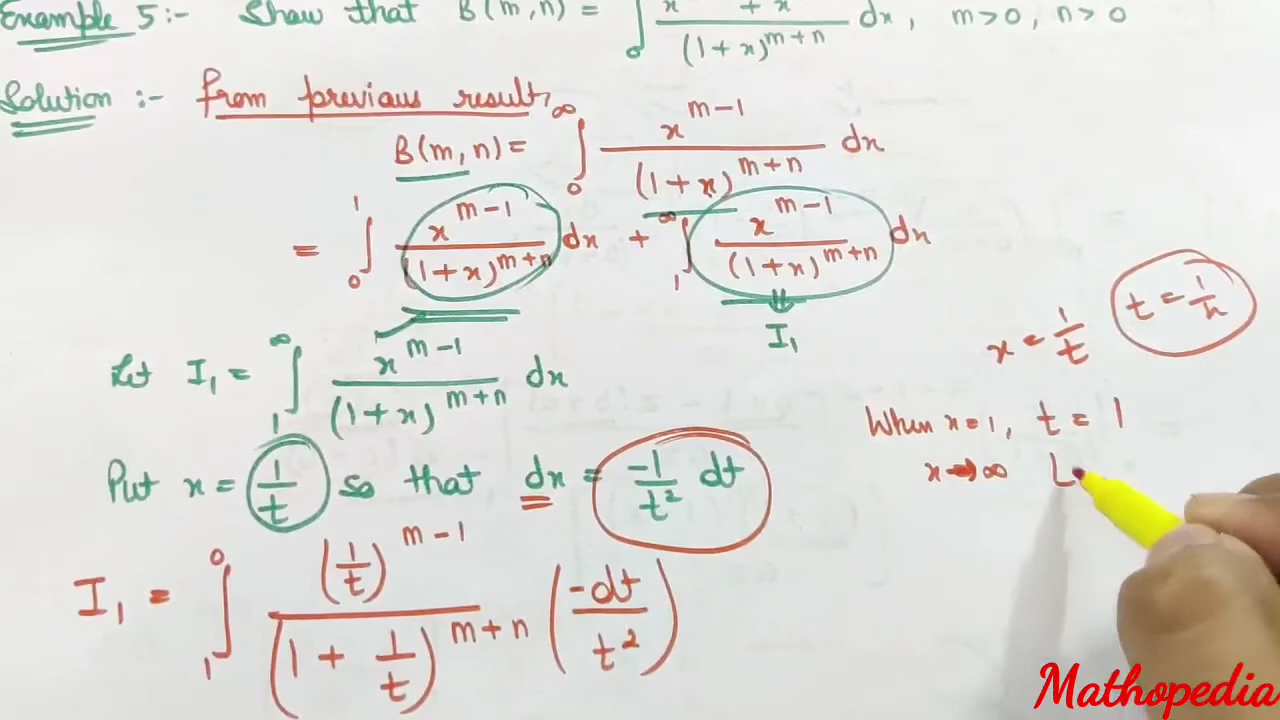 Example 5:- Show that B(m,n) = ∫₀ x + x / (1+x)^{m+n} dx, m>0, n>0
Solution :- From previous result,
B(m,n) = ∫₀^∞ x^{m-1} / (1+x)^{m+n} dx
= ∫₀¹ x^{m-1} / (1+x)^{m+n} dx + ∫₁^∞ x^{m-1} / (1+x)^{m+n} dx
⇓
I₁
x = 1/t t = 1/x
Let I₁ = ∫₁^∞ x^{m-1} / (1+x)^{m+n} dx
When x=1, t = 1
x→∞
Put x = 1/t so that dx = -1/t² dt
I₁ = ∫₁⁰ (1/t)^{m-1} / (1 + 1/t)^{m+n} (-dt/t²)
Mathopedia